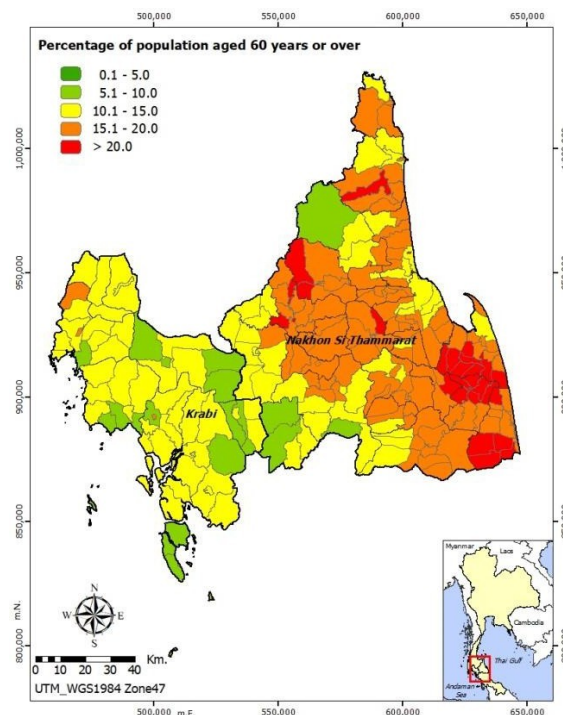 500,000 550,000 600,000 650,000
Percentage of population aged 60 years or over
0.1 - 5.0
5.1 - 10.0
10.1 - 15.0
15.1 - 20.0
> 20.0
1,000,000
950,000
900,000
850,000
800,000
m.N.
Nakhon Si Thammarat
Krabi
N
W E
S
0 10 20 30 40 Km.
UTM_WGS1984 Zone47
Myanmar
Laos
Cambodia
Thai Gulf
Andaman
Sea
500,000 m.E. 550,000 600,000 650,000